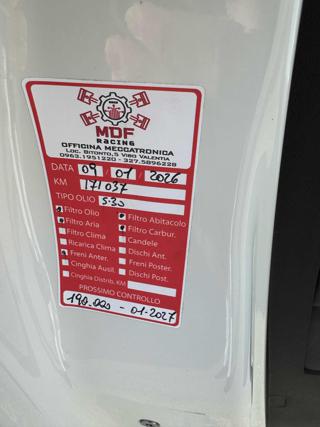 MDF
RACING
OFFICINA MECCATRONICA
LOC. BITONTO,5 VIBO VALENTIA
0963.1951220 - 327.5896228
DATA 09 / 01 / 2026
KM 171037
TIPO OLIO 5-30
Filtro Olio
Filtro Abitacolo
Filtro Aria
Filtro Carbur.
Filtro Clima
Candele
Ricarica Clima
Dischi Ant.
Freni Anter.
Freni Poster.
Cinghia Ausil.
Dischi Post.
Cinghia Distrib. KM
PROSSIMO CONTROLLO
190.000 - 01-2027